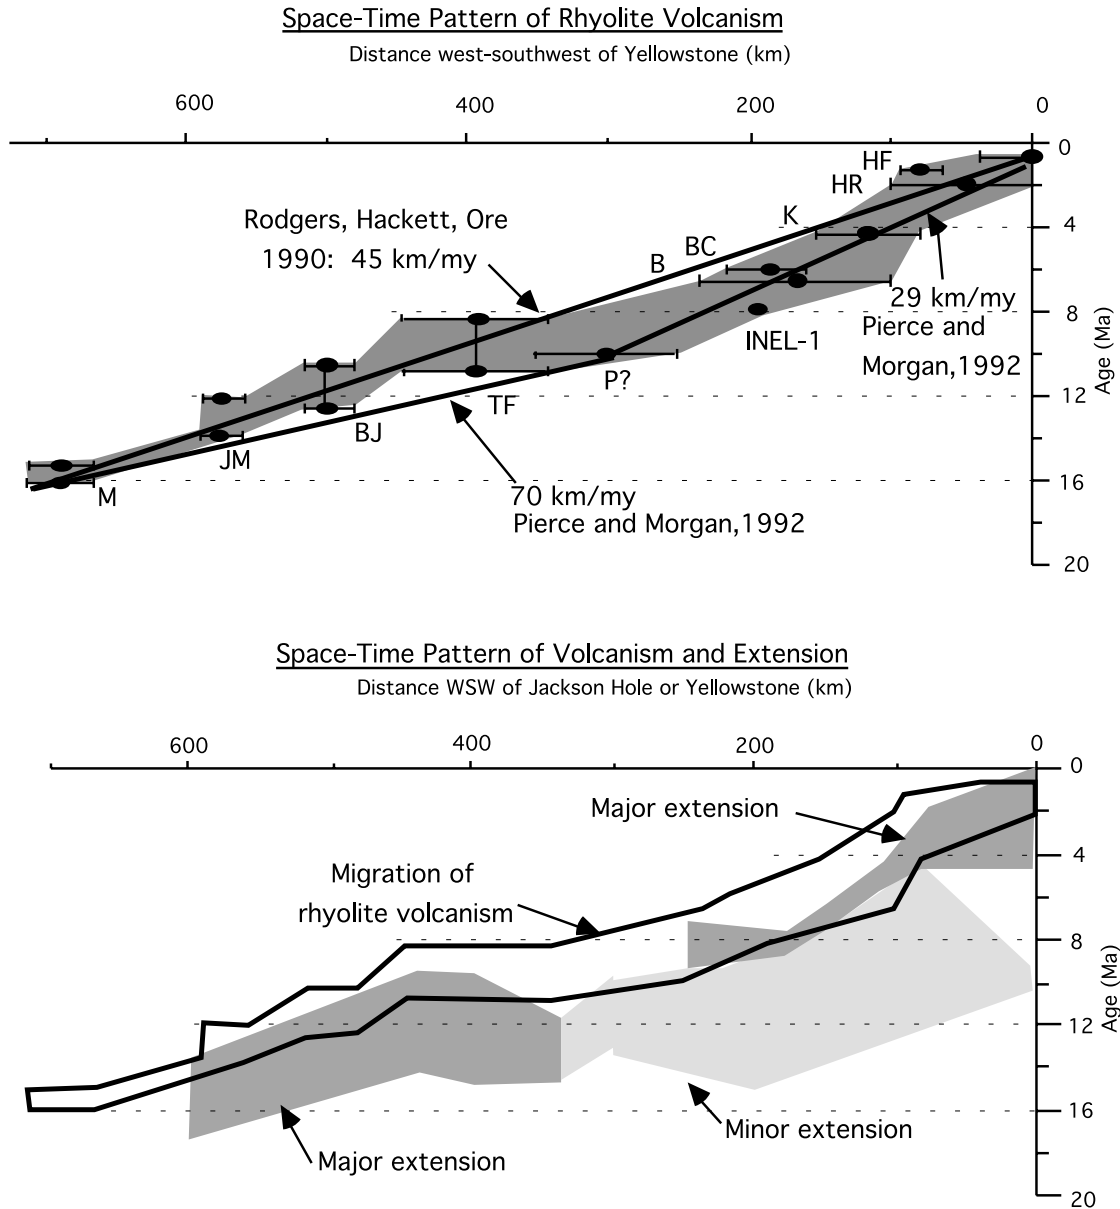 Space-Time Pattern of Rhyolite Volcanism
Distance west-southwest of Yellowstone (km)
600 400 200 0
0
HF
HR
K
Rodgers, Hackett, Ore
1990: 45 km/my
4
BC
B
29 km/my
Pierce and
Morgan,1992
8
INEL-1
P?
Age (Ma)
12
TF
BJ
JM
M
16
70 km/my
Pierce and Morgan,1992
20
Space-Time Pattern of Volcanism and Extension
Distance WSW of Jackson Hole or Yellowstone (km)
600 400 200 0
0
Major extension
4
Migration of
rhyolite volcanism
8
Age (Ma)
12
16
Minor extension
Major extension
20